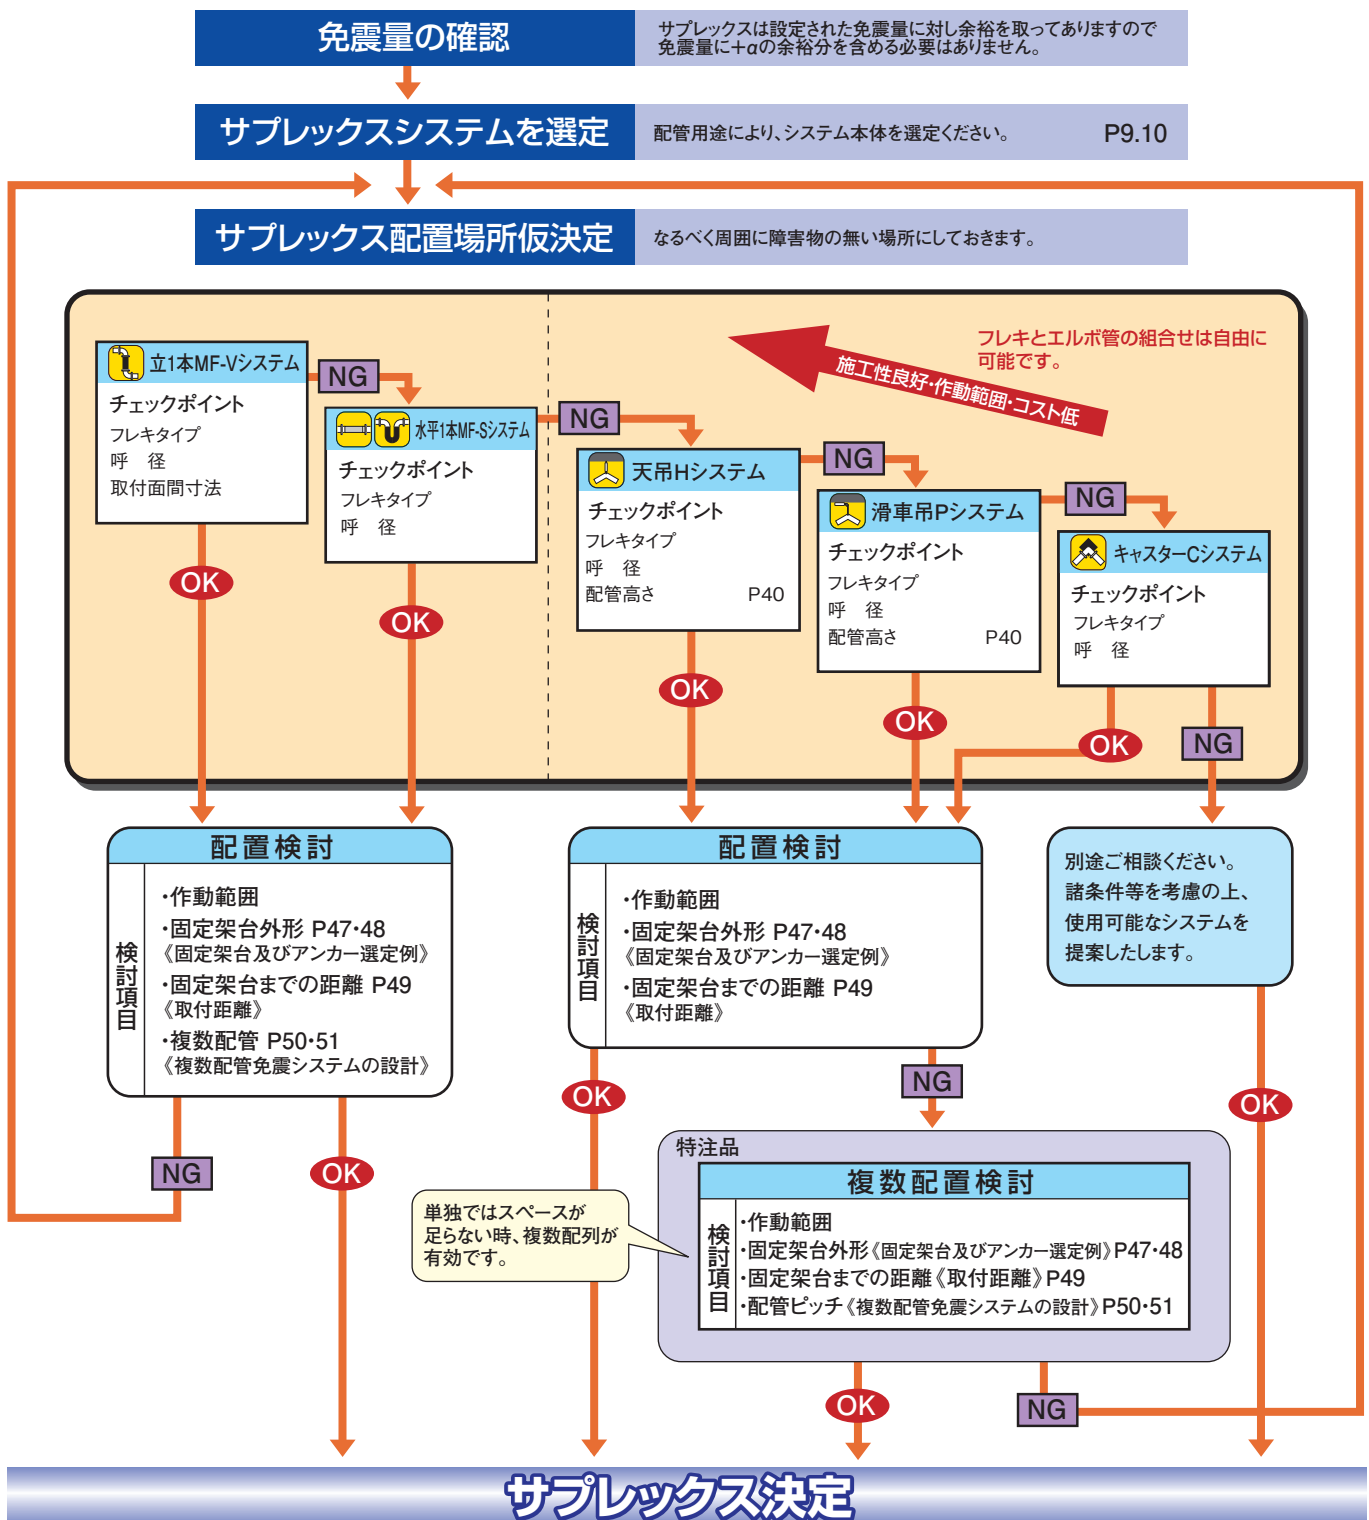 免震量の確認
サプレックスは設定された免震量に対し余裕を取ってありますので
免震量に+αの余裕分を含める必要はありません。
サプレックスシステムを選定
配管用途により、システム本体を選定ください。 P9.10
サプレックス配置場所仮決定
なるべく周囲に障害物の無い場所にしておきます。
フレキとエルボ管の組合せは自由に
可能です。
施工性良好・作動範囲・コスト低
立1本MF-Vシステム
チェックポイント
フレキタイプ
呼 径
取付面間寸法
NG
水平1本MF-Sシステム
チェックポイント
フレキタイプ
呼 径
NG
天吊Hシステム
チェックポイント
フレキタイプ
呼 径
配管高さ P40
NG
滑車吊Pシステム
チェックポイント
フレキタイプ
呼 径
配管高さ P40
NG
キャスターCシステム
チェックポイント
フレキタイプ
呼 径
OK
OK
OK
OK
OK
NG
配置検討
検討項目
・作動範囲
・固定架台外形 P47・48
《固定架台及びアンカー選定例》
・固定架台までの距離 P49
《取付距離》
・複数配管 P50・51
《複数配管免震システムの設計》
配置検討
検討項目
・作動範囲
・固定架台外形 P47・48
《固定架台及びアンカー選定例》
・固定架台までの距離 P49
《取付距離》
別途ご相談ください。
諸条件等を考慮の上、
使用可能なシステムを
提案したします。
NG
OK
OK
NG
OK
特注品
複数配置検討
検討項目
・作動範囲
・固定架台外形《固定架台及びアンカー選定例》P47・48
・固定架台までの距離《取付距離》P49
・配管ピッチ《複数配管免震システムの設計》P50・51
単独ではスペースが
足らない時、複数配列が
有効です。
OK
NG
サプレックス決定